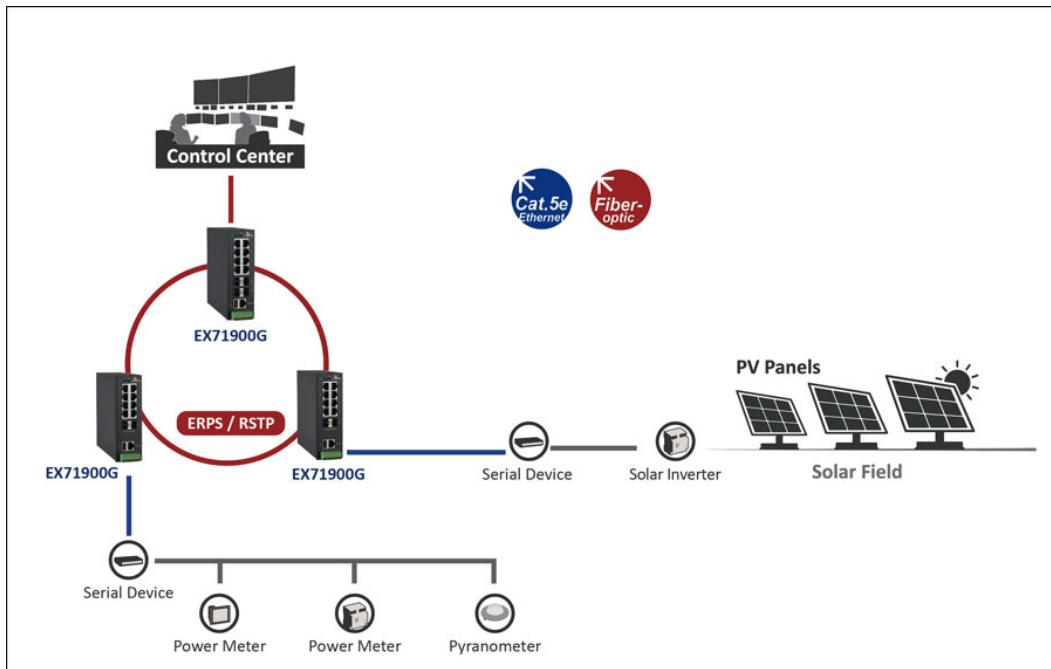 Control Center
Cat.5e
Ethernet
Fiber-
optic
EX71900G
PV Panels
ERPS / RSTP
EX71900G
EX71900G
Serial Device
Solar Inverter
Solar Field
Serial Device
Power Meter
Power Meter
Pyranometer